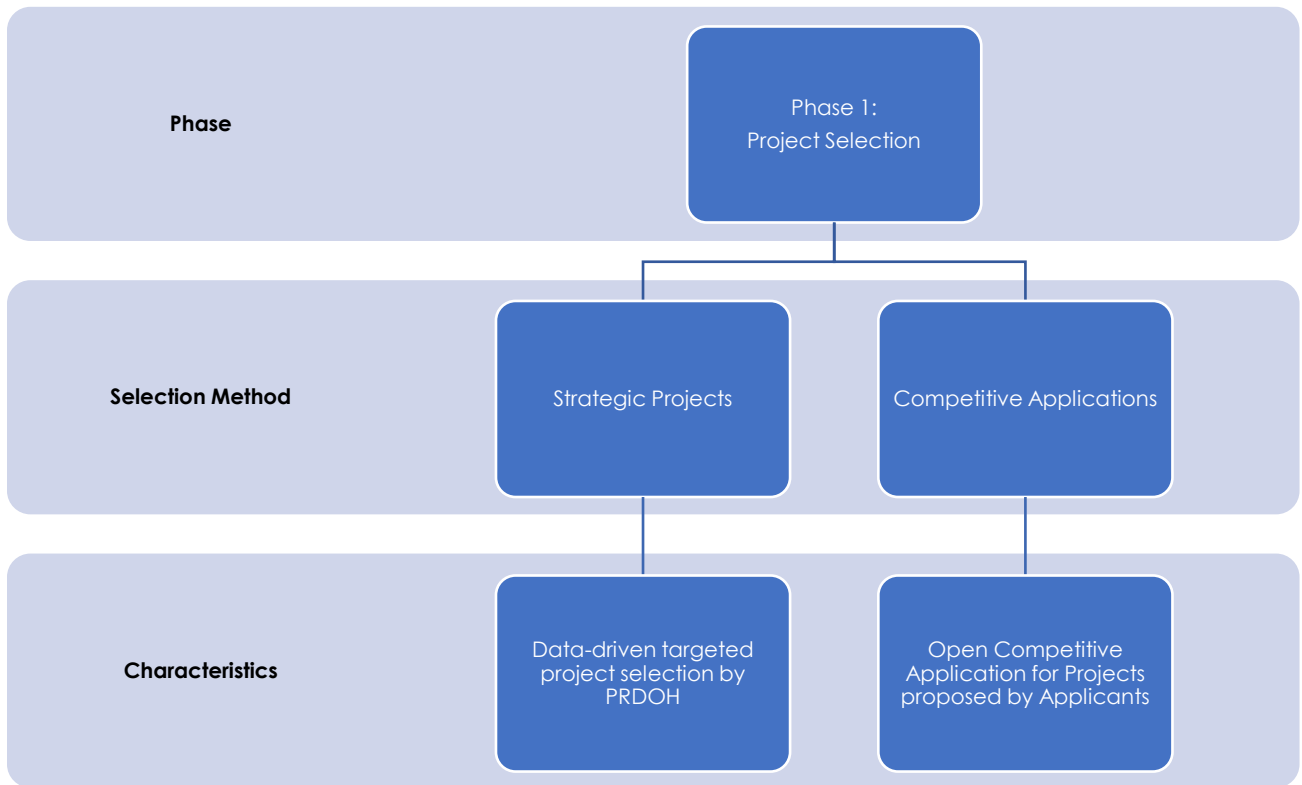 Phase
Phase 1:
Project Selection
Selection Method
Strategic Projects
Competitive Applications
Characteristics
Data-driven targeted
project selection by
PRDOH
Open Competitive
Application for Projects
proposed by Applicants